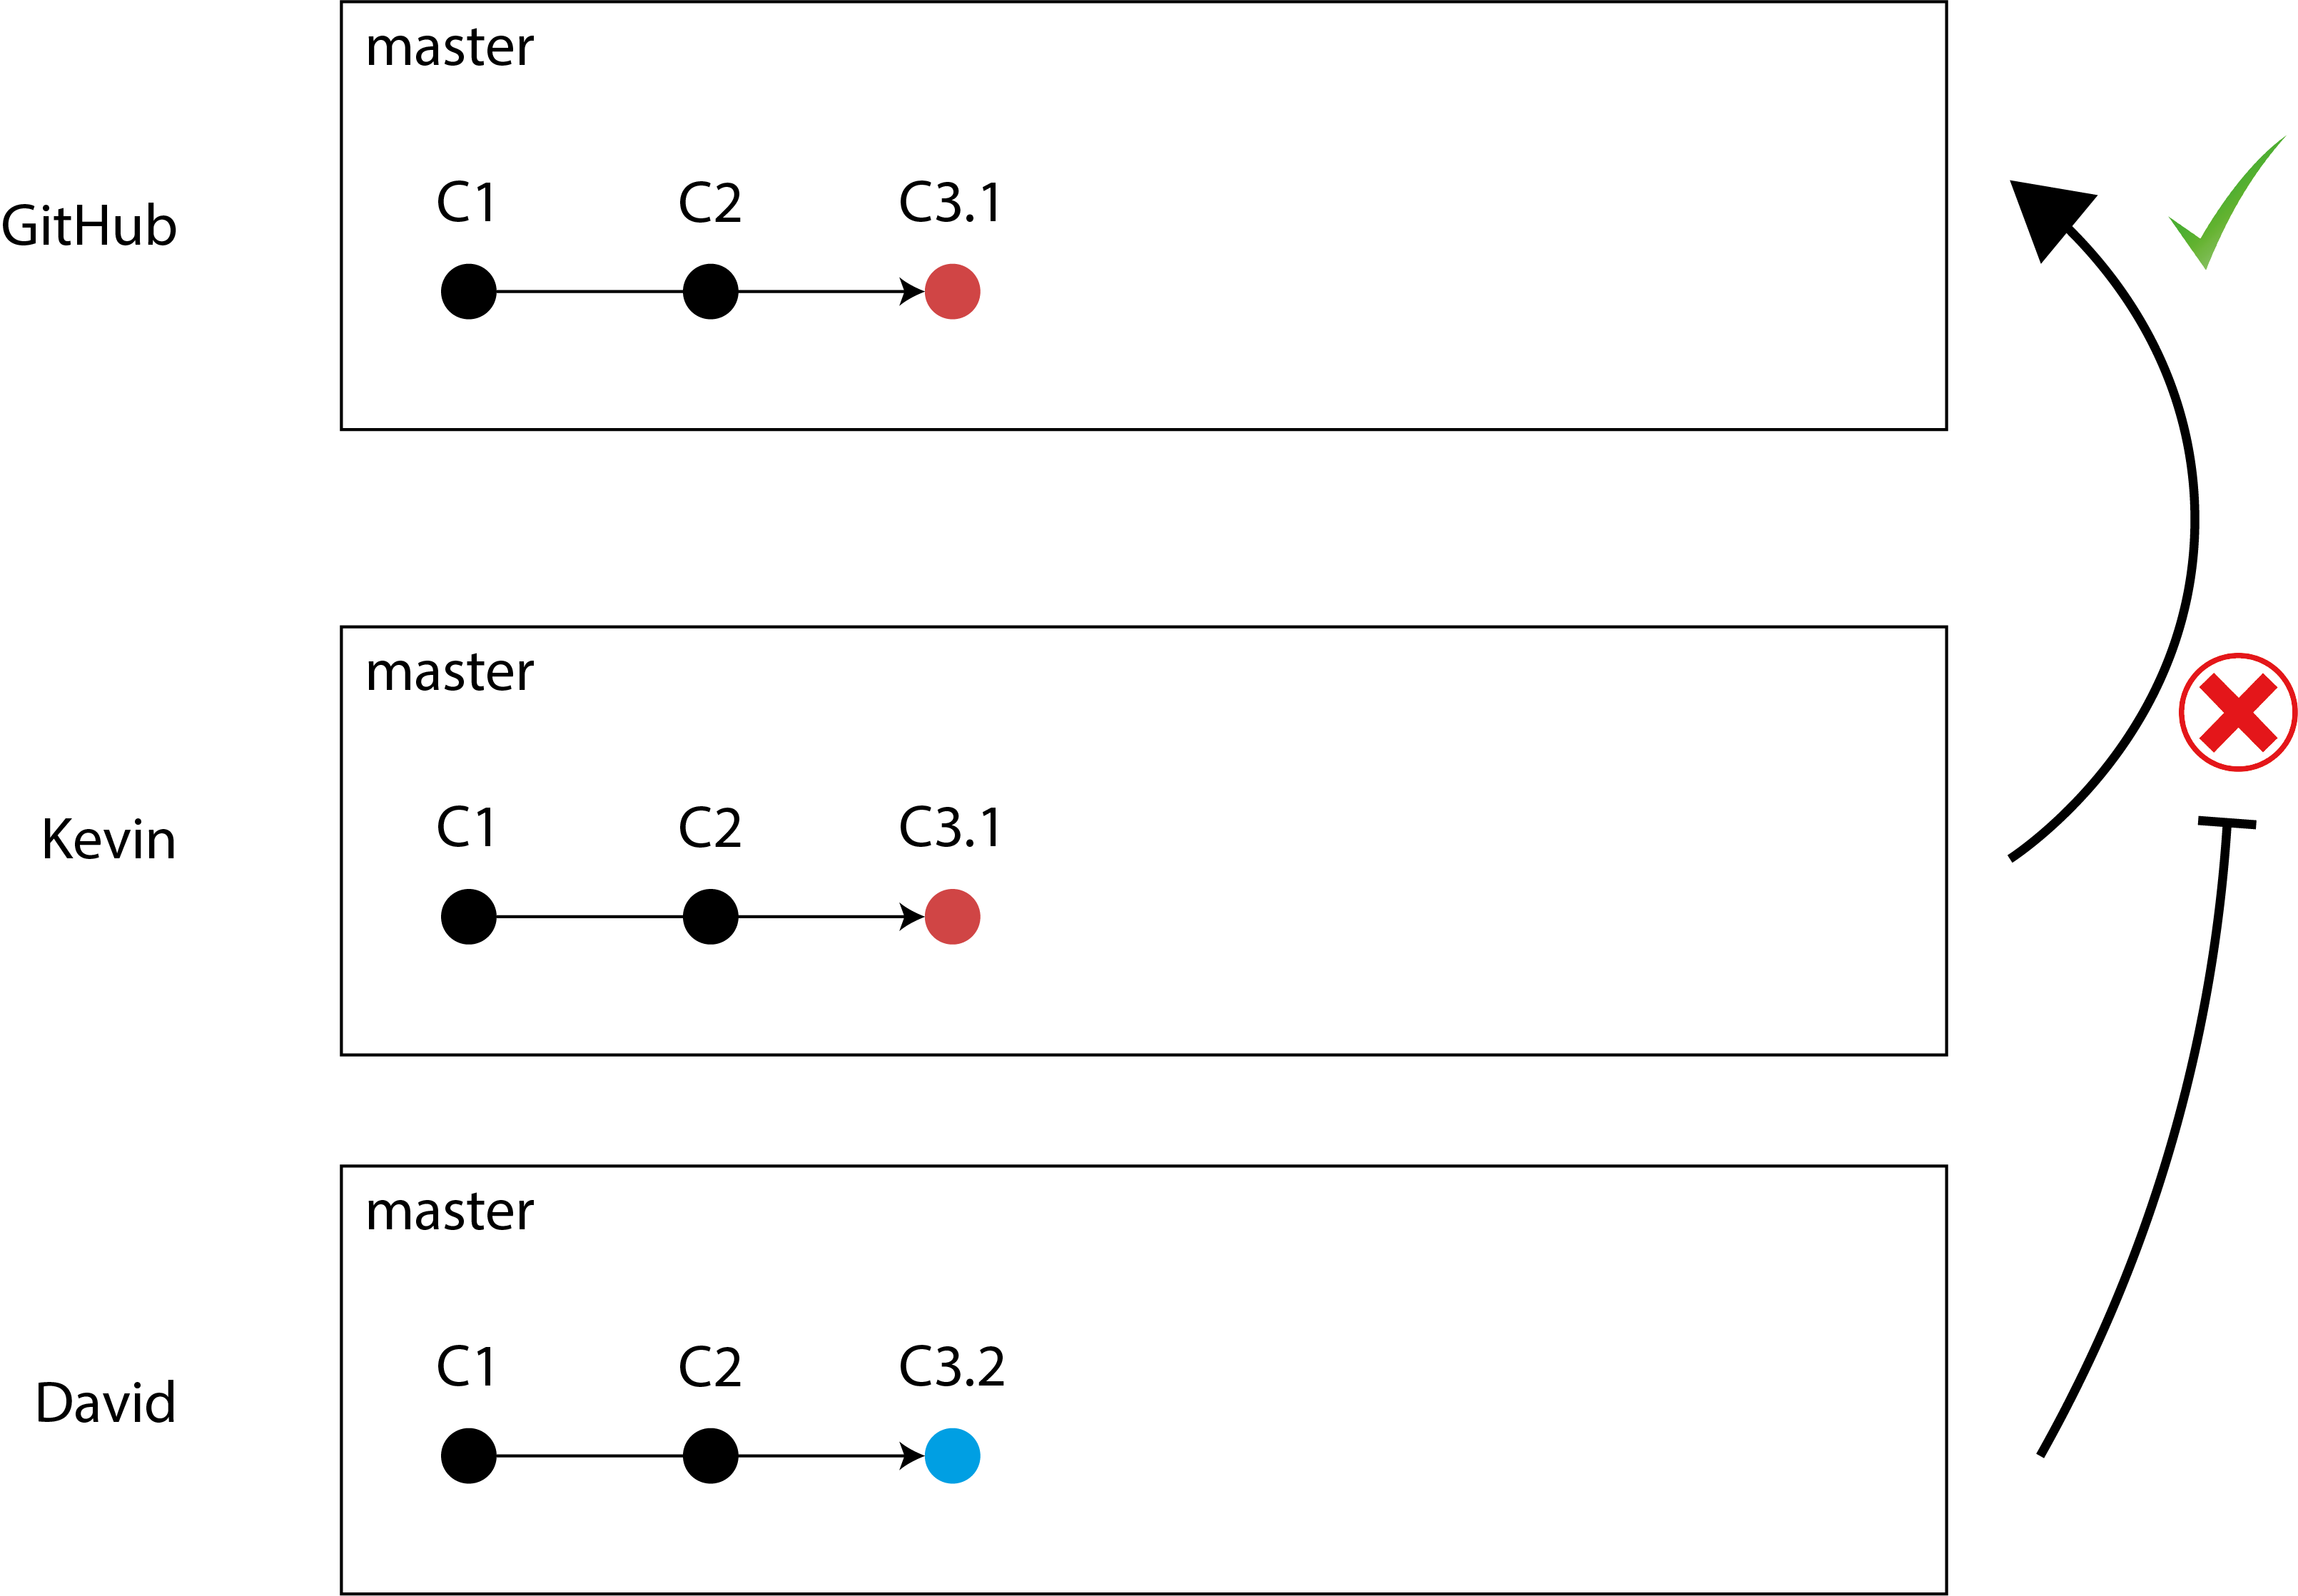 master
C1 C2 C3.1
GitHub
master
C1 C2 C3.1
Kevin
master
C1 C2 C3.2
David